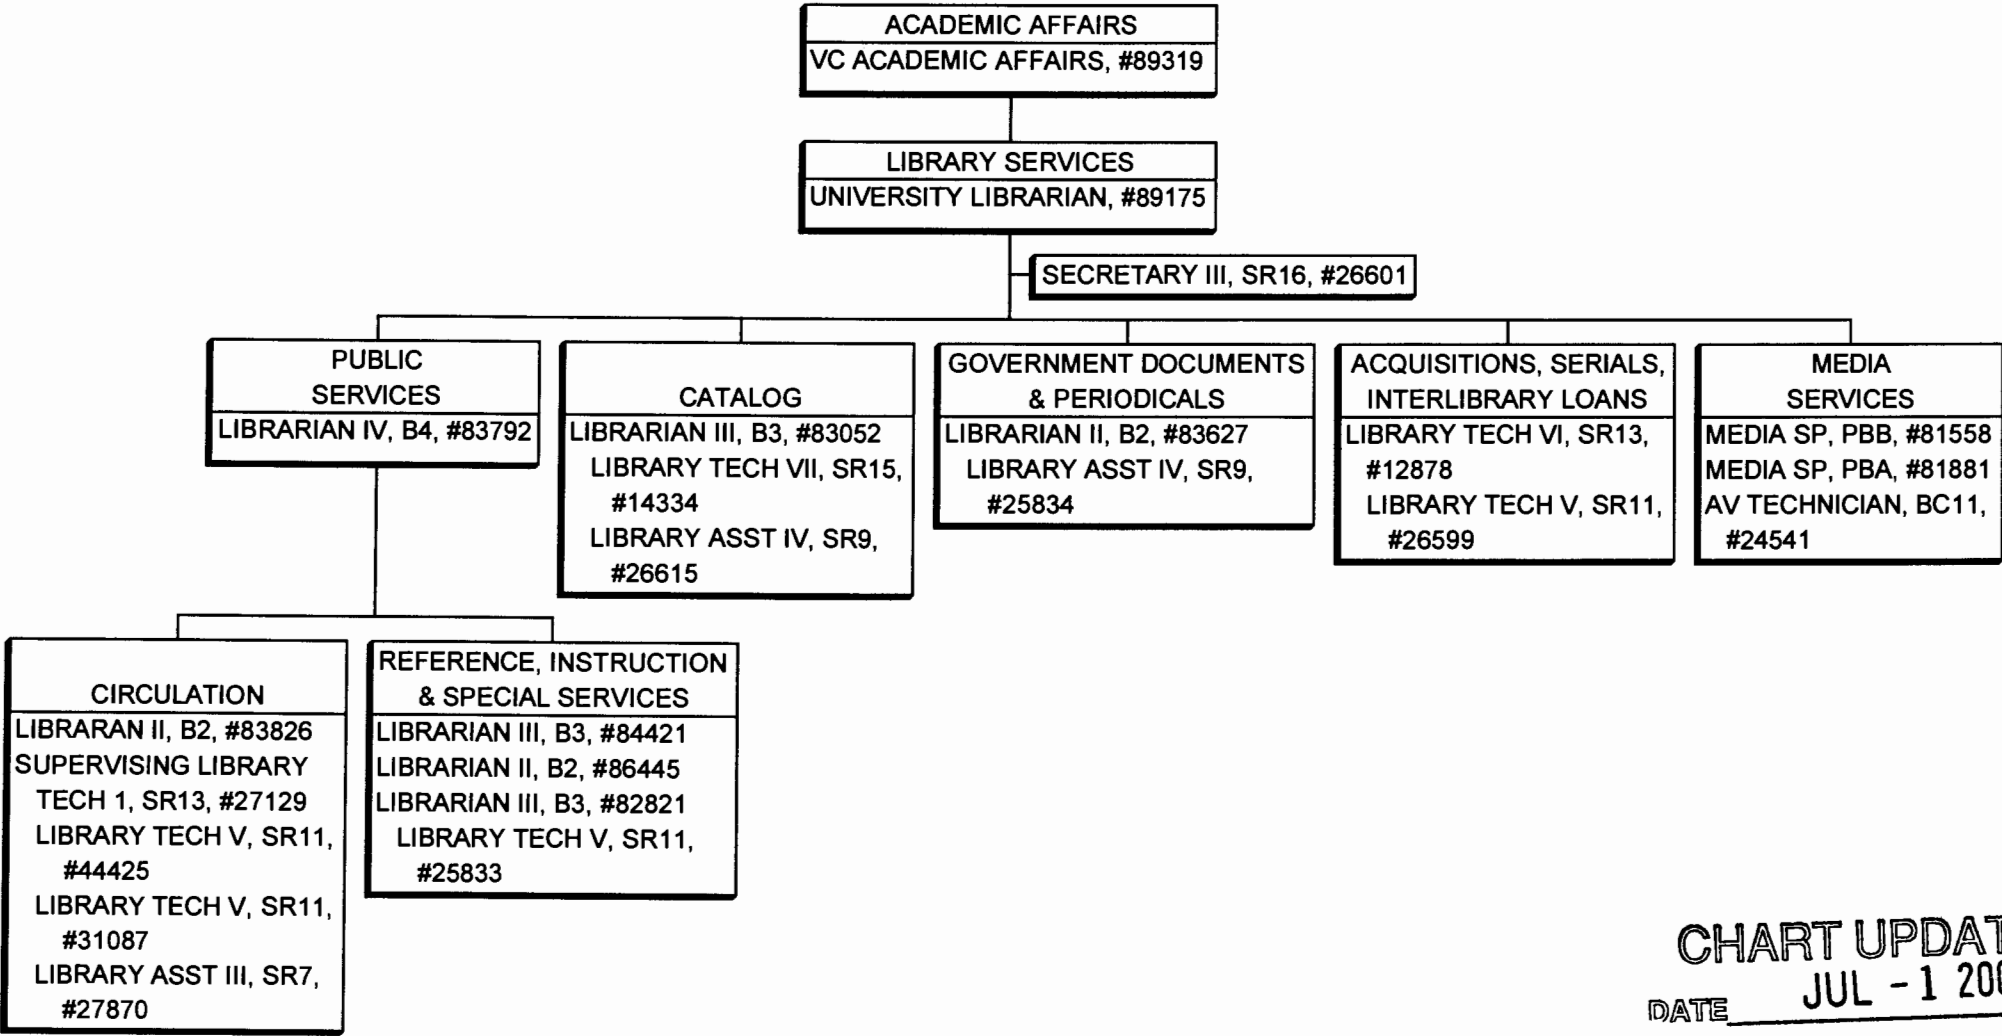 ACADEMIC AFFAIRS
VC ACADEMIC AFFAIRS, #89319
LIBRARY SERVICES
UNIVERSITY LIBRARIAN, #89175
SECRETARY III, SR16, #26601
PUBLIC
SERVICES
LIBRARIAN IV, B4, #83792
CATALOG
LIBRARIAN III, B3, #83052
LIBRARY TECH VII, SR15,
#14334
LIBRARY ASST IV, SR9,
#26615
GOVERNMENT DOCUMENTS
& PERIODICALS
LIBRARIAN II, B2, #83627
LIBRARY ASST IV, SR9,
#25834
ACQUISITIONS, SERIALS,
INTERLIBRARY LOANS
LIBRARY TECH VI, SR13,
#12878
LIBRARY TECH V, SR11,
#26599
MEDIA
SERVICES
MEDIA SP, PBB, #81558
MEDIA SP, PBA, #81881
AV TECHNICIAN, BC11,
#24541
CIRCULATION
LIBRARAN II, B2, #83826
SUPERVISING LIBRARY
TECH 1, SR13, #27129
LIBRARY TECH V, SR11,
#44425
LIBRARY TECH V, SR11,
#31087
LIBRARY ASST III, SR7,
#27870
REFERENCE, INSTRUCTION
& SPECIAL SERVICES
LIBRARIAN III, B3, #84421
LIBRARIAN II, B2, #86445
LIBRARIAN III, B3, #82821
LIBRARY TECH V, SR11,
#25833
CHART
DATE JUL - 1